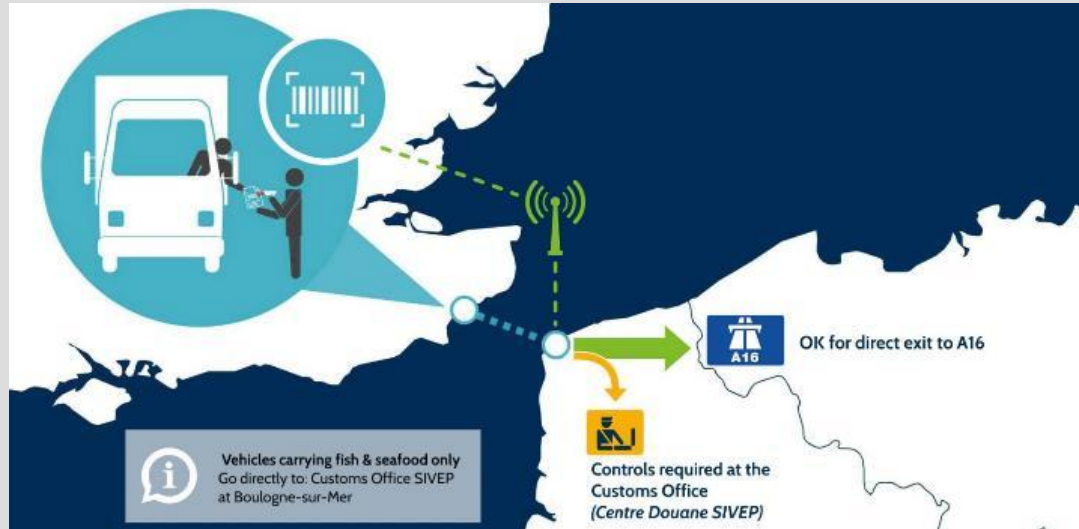 A16
OK for direct exit to A16
Controls required at the
Customs Office
(Centre Douane SIVEP)
Vehicles carrying fish & seafood only
Go directly to: Customs Office SIVEP
at Boulogne-sur-Mer